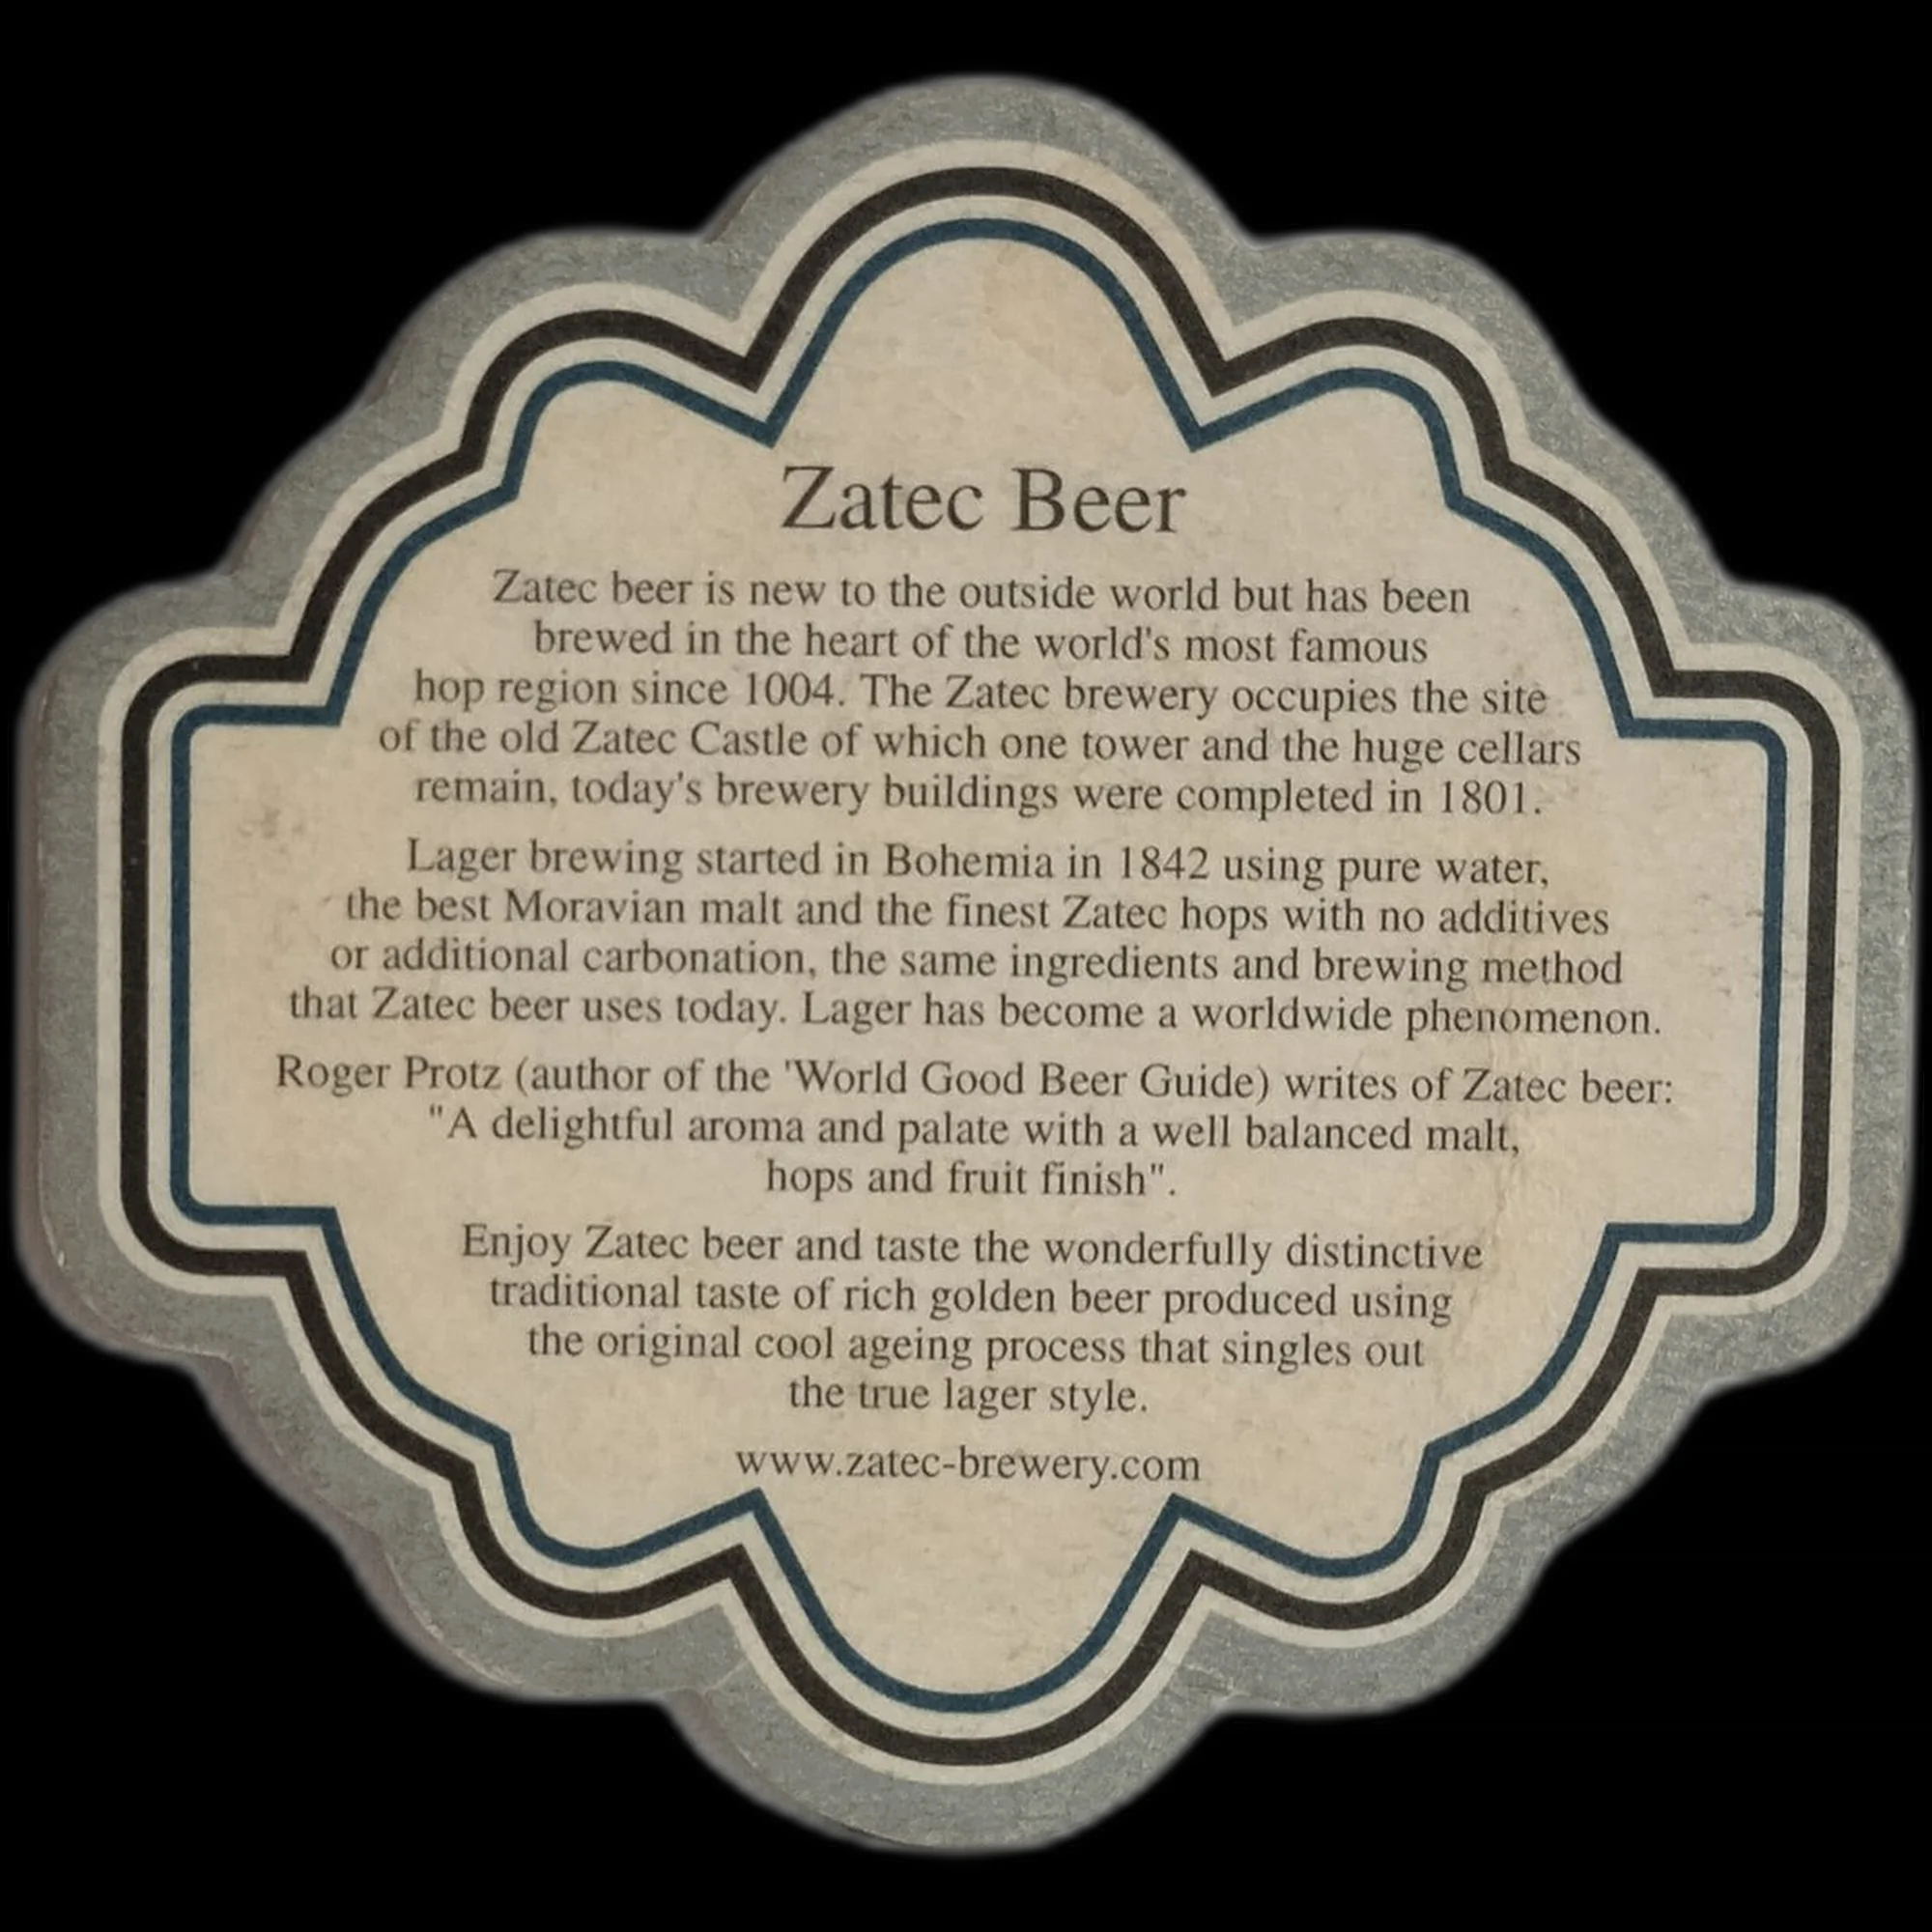 Zatec Beer
Zatec beer is new to the outside world but has been
brewed in the heart of the world's most famous
hop region since 1004. The Zatec brewery occupies the site
of the old Zatec Castle of which one tower and the huge cellars
remain, today's brewery buildings were completed in 1801.
Lager brewing started in Bohemia in 1842 using pure water,
the best Moravian malt and the finest Zatec hops with no additives
or additional carbonation, the same ingredients and brewing method
that Zatec beer uses today. Lager has become a worldwide phenomenon.
Roger Protz (author of the 'World Good Beer Guide) writes of Zatec beer:
"A delightful aroma and palate with a well balanced malt,
hops and fruit finish".
Enjoy Zatec beer and taste the wonderfully distinctive
traditional taste of rich golden beer produced using
the original cool ageing process that singles out
the true lager style.
www.zatec-brewery.com